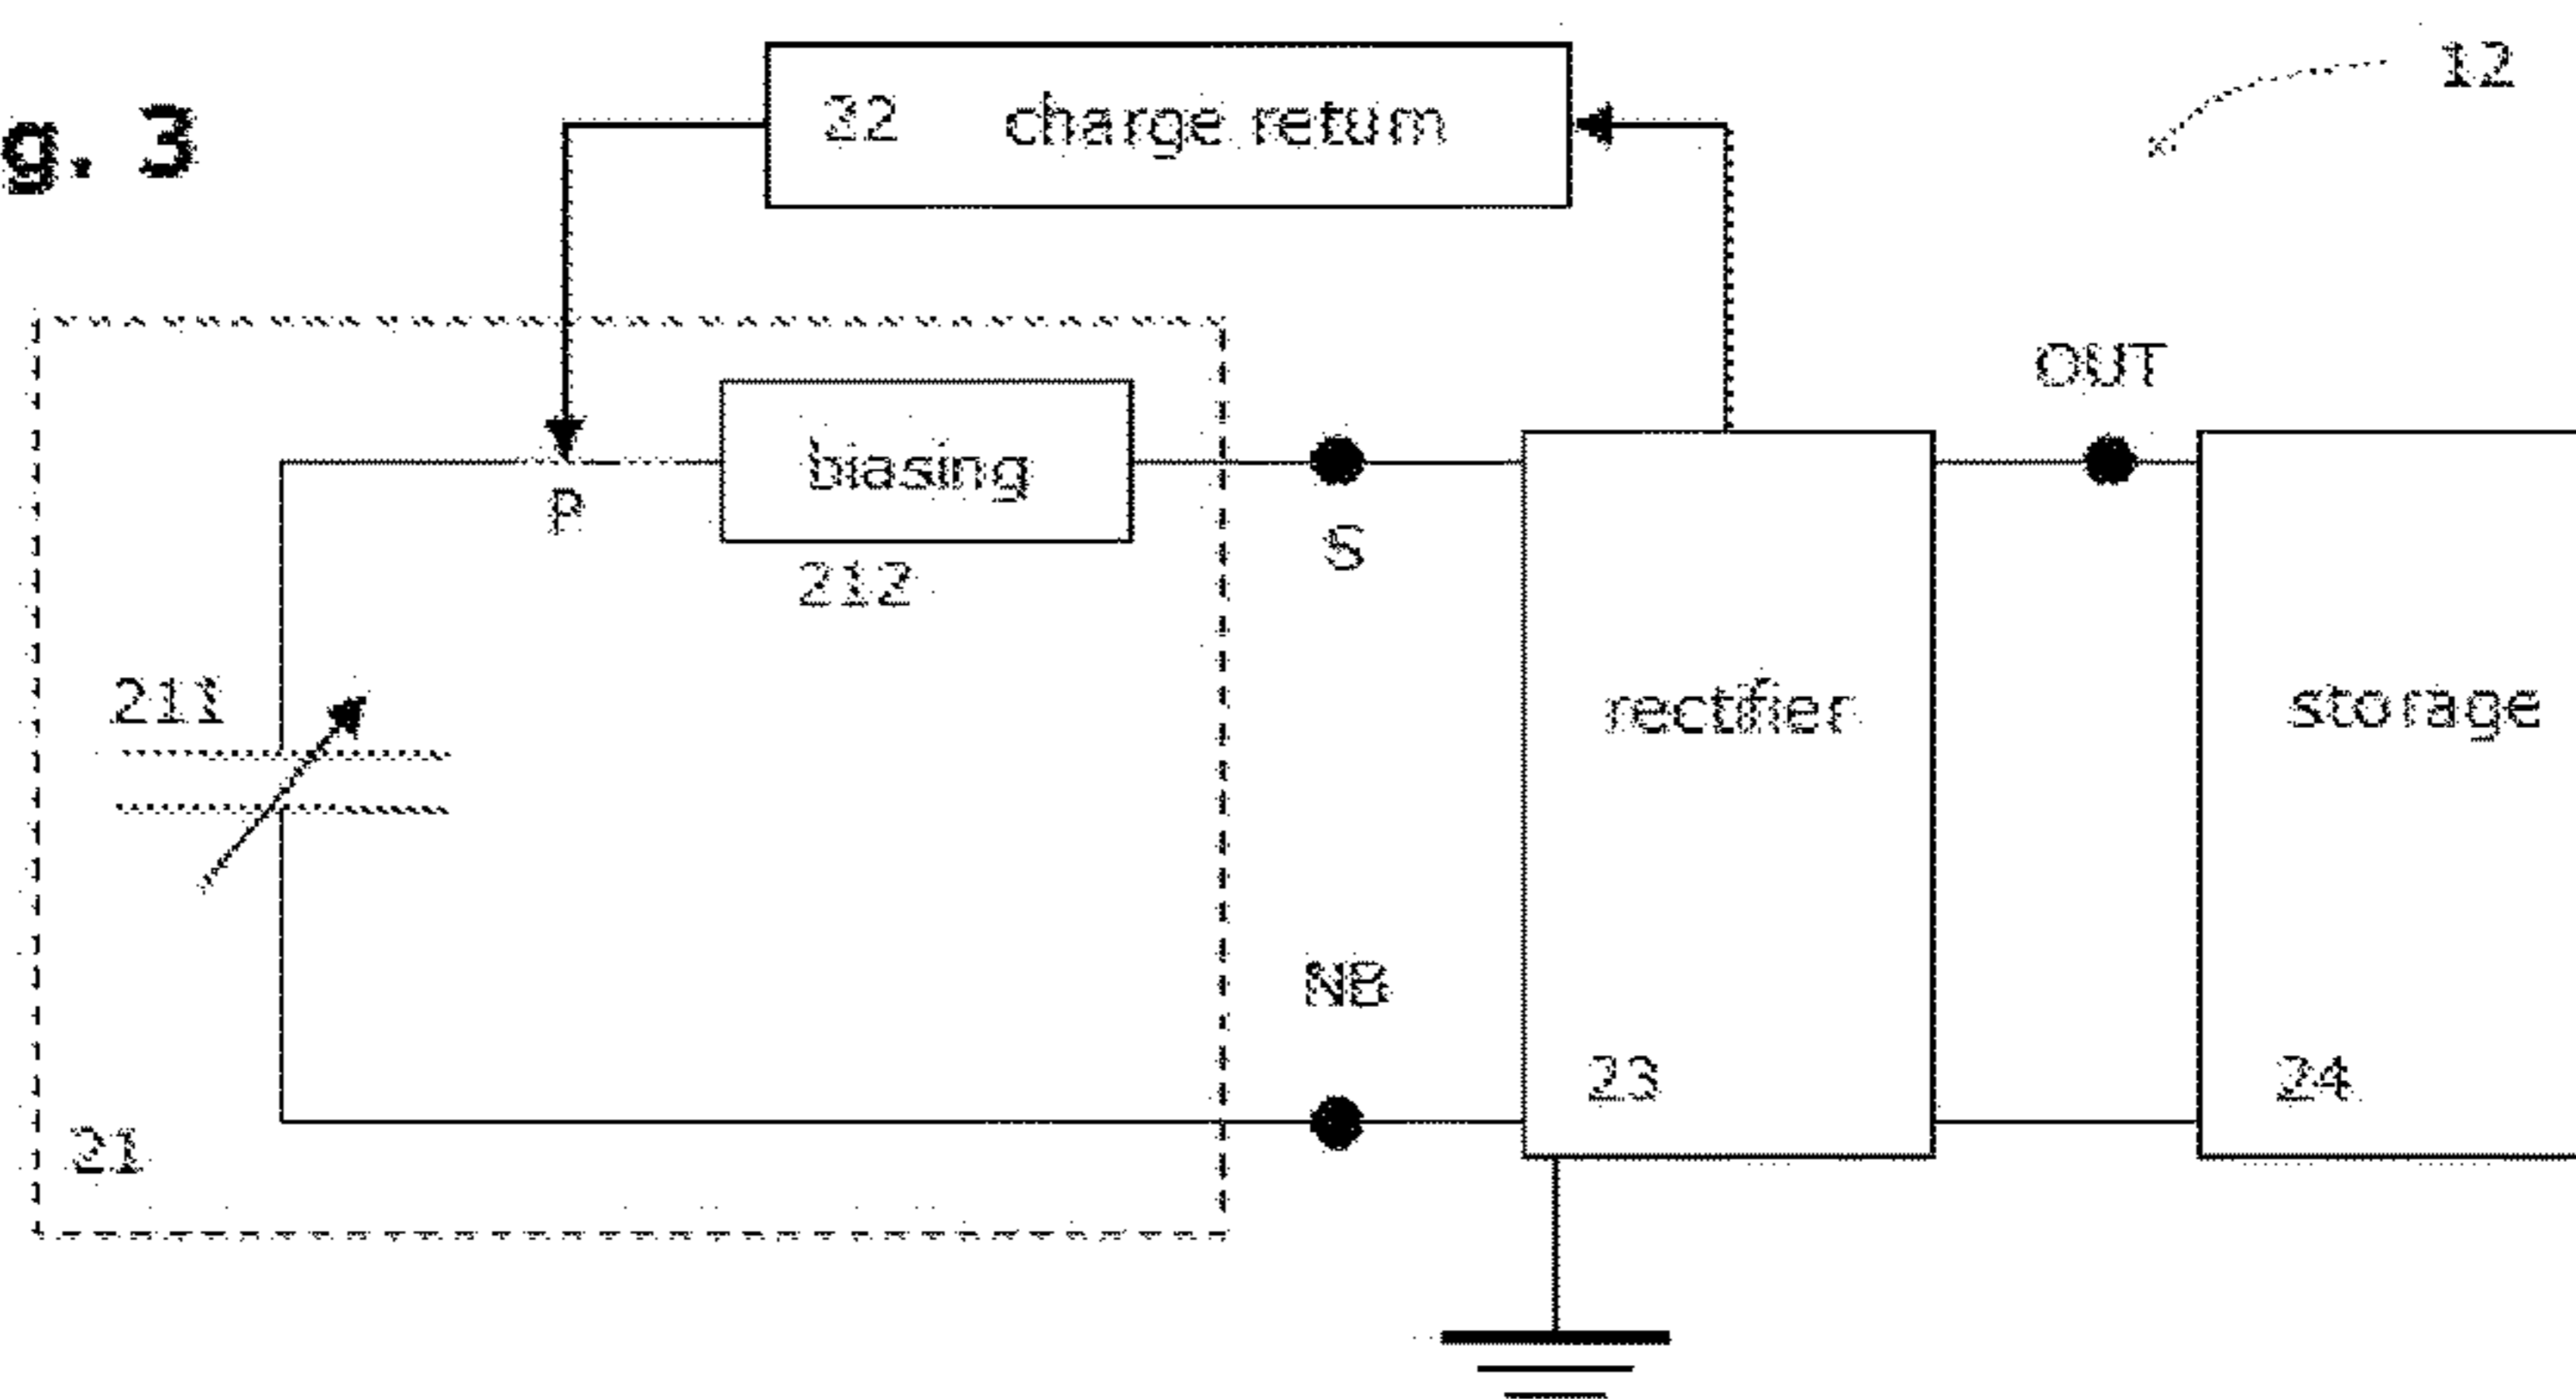 g. 3
22 charge return
12
OUT
biasing
P
S
212
211
rectifier
storage
NB
23
24
21